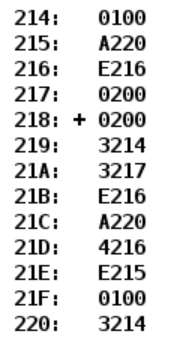 214: 0100
215: A220
216: E216
217: 0200
218: + 0200
219: 3214
21A: 3217
21B: E216
21C: A220
21D: 4216
21E: E215
21F: 0100
220: 3214